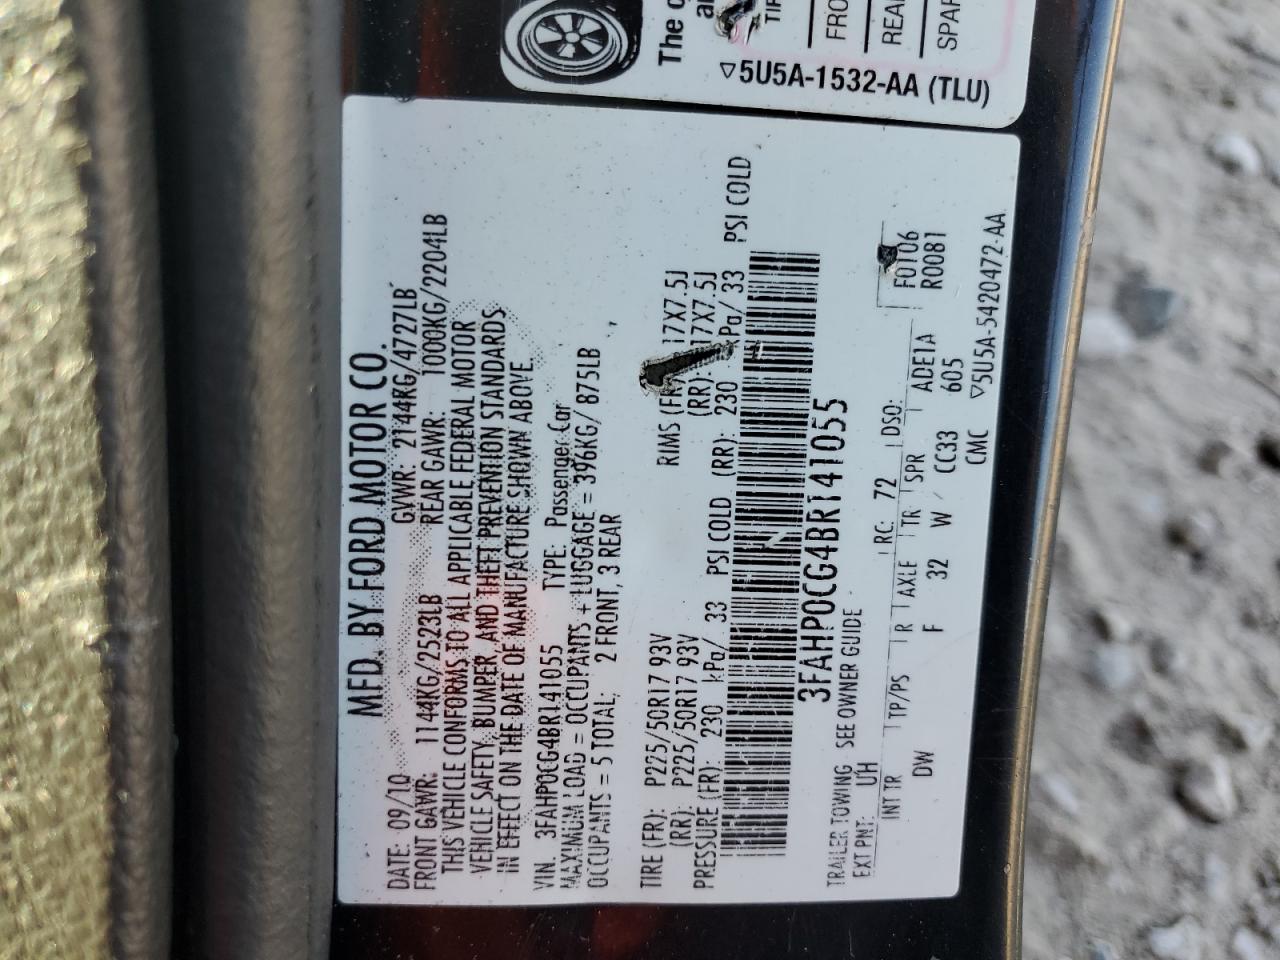 MFD. BY FORD MOTOR CO.
DATE: 09/10 GVWR: 2144KG/4727LB
FRONT GAWR: 1144KG/2523LB REAR GAWR: 1000KG/2204LB
THIS VEHICLE CONFORMS TO ALL APPLICABLE FEDERAL MOTOR
VEHICLE SAFETY, BUMPER, AND THEFT PREVENTION STANDARDS
IN EFFECT ON THE DATE OF MANUFACTURE SHOWN ABOVE.
VIN: 3FAHP0CG4BR141055 TYPE: Passenger Car
MAXIMUM LOAD = OCCUPANTS + LUGGAGE = 396KG/ 875LB
OCCUPANTS = 5 TOTAL, 2 FRONT, 3 REAR
TIRE (FR): P225/50R17 93V RIMS 17X7.5J
(RR): P225/50R17 93V (RR): 17X7.5J
PRESSURE (FR): 230 kPa/ 33 PSI COLD (RR): 230 kPa/ 33 PSI COLD
3FAHP0CG4BR141055
TRAILER TOWING SEE OWNER GUIDE
EXT PNT: UH RC: 72 DSO: F0106
INT TR TP/PS R AXLE TR SPR ADE1A R0081
DW F 32 W CC33 605
CMC ▽5U5A-5420472-AA
The
TIR
FRO
REA
SPAR
▽5U5A-1532-AA (TLU)